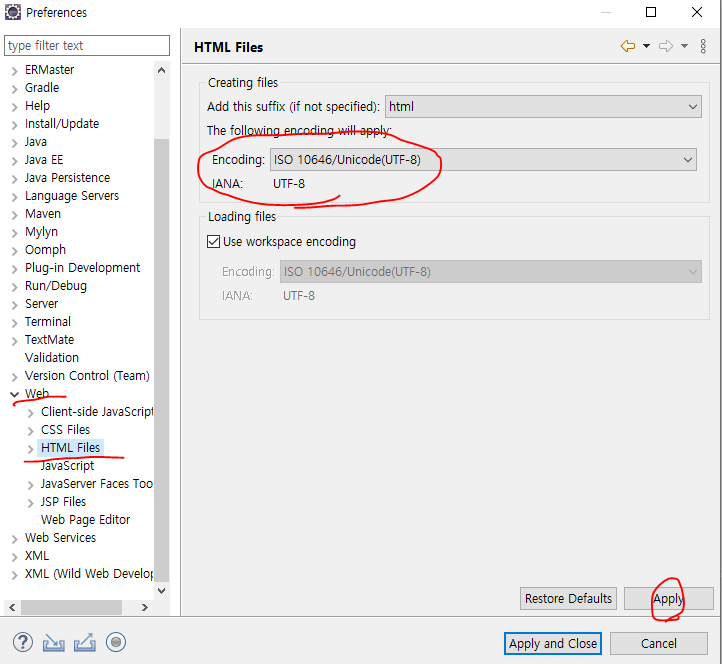 Preferences
type filter text
ERMaster
Gradle
Help
Install/Update
Java
Java EE
Java Persistence
Language Servers
Maven
Mylyn
Oomph
Plug-in Development
Run/Debug
Server
Terminal
TextMate
Validation
Version Control (Team)
Web
Client-side JavaScript
CSS Files
HTML Files
JavaScript
JavaServer Faces Too
JSP Files
Web Page Editor
Web Services
XML
XML (Wild Web Develop
HTML Files
Creating files
Add this suffix (if not specified): html
The following encoding will apply:
Encoding: ISO 10646/Unicode(UTF-8)
IANA: UTF-8
Loading files
Use workspace encoding
Encoding: ISO 10646/Unicode(UTF-8)
IANA: UTF-8
Restore Defaults Apply
Apply and Close Cancel